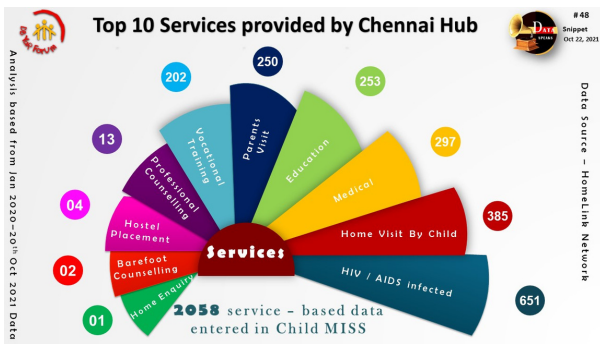 Top 10 Services provided by Chennai Hub
DATA
SPEAKS
# 48
Snippet
Oct 22, 2021
Analysis based from Jan 2020–20th Oct 2021 Data
Data Source – HomeLink Network
01
Home Enquiry
02
Barefoot
Counselling
04
Hostel
Placement
13
Professional
Counselling
202
Vocational
Training
250
Parents
Visit
253
Education
297
Medical
385
Home Visit By Child
651
HIV / AIDS infected
Services
2058 service – based data
entered in Child MISS